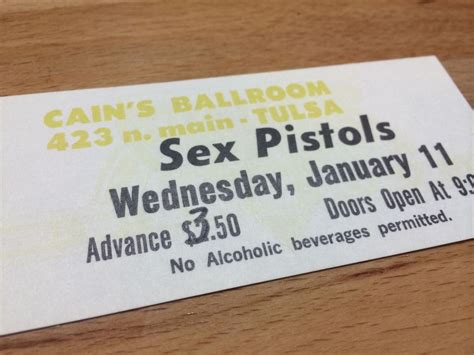 CAIN'S BALLROOM
423 n. main - TULSA
Sex Pistols
Wednesday, January 11
Advance $3.50 Doors Open At 9:0
No Alcoholic beverages permitted.